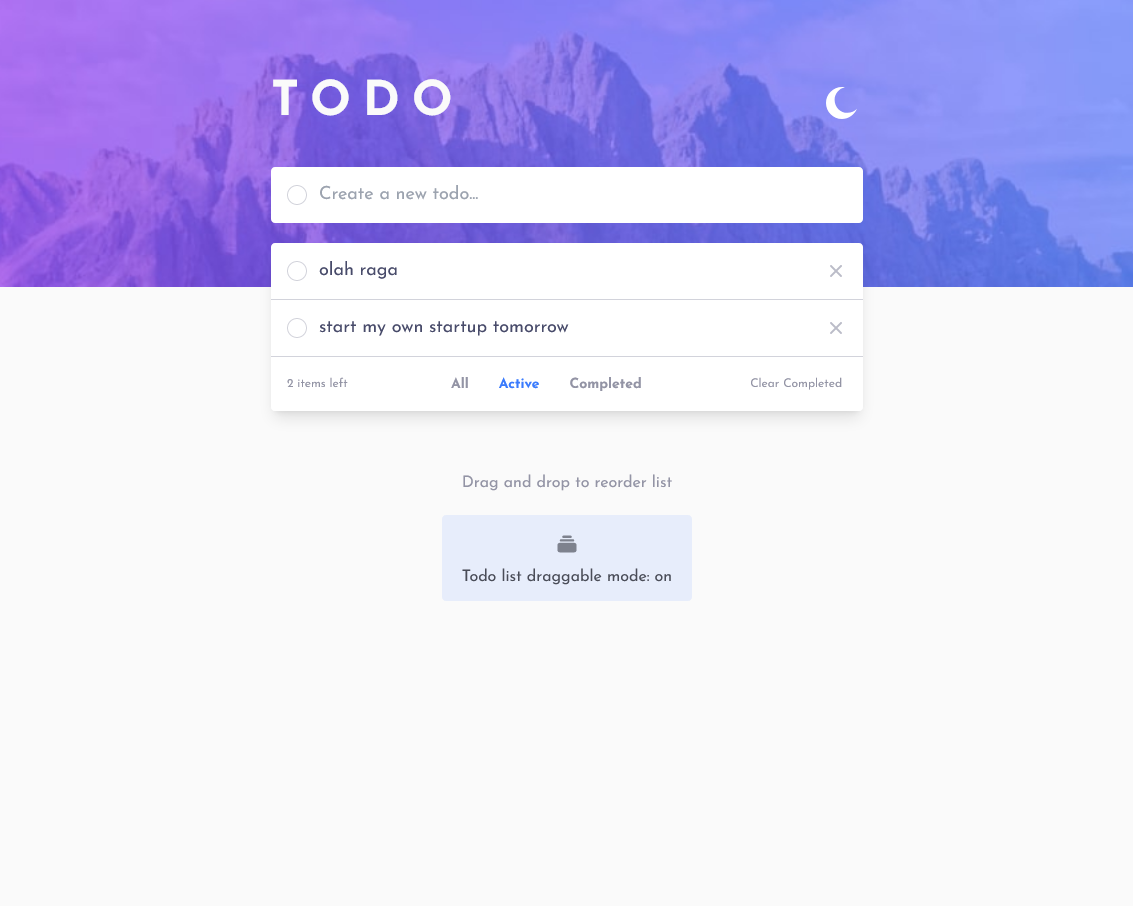 TODO
Create a new todo...
olah raga
start my own startup tomorrow
2 items left All Active Completed Clear Completed
Drag and drop to reorder list
Todo list draggable mode: on